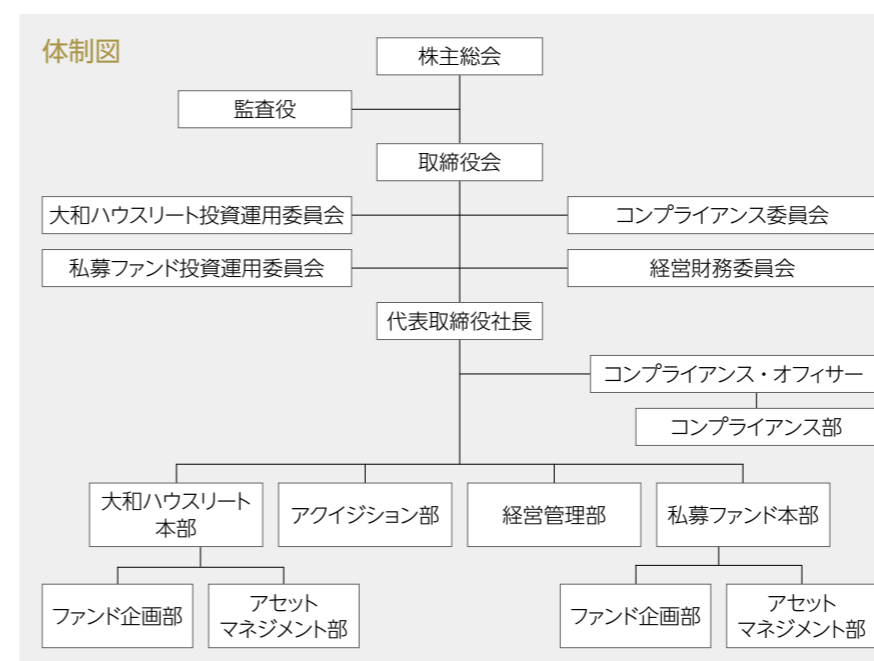 体制図
株主総会
監査役
取締役会
大和ハウスリート投資運用委員会
コンプライアンス委員会
私募ファンド投資運用委員会
経営財務委員会
代表取締役社長
コンプライアンス・オフィサー
コンプライアンス部
大和ハウスリート
本部
アクイジション部
経営管理部
私募ファンド本部
ファンド企画部
アセット
マネジメント部
ファンド企画部
アセット
マネジメント部